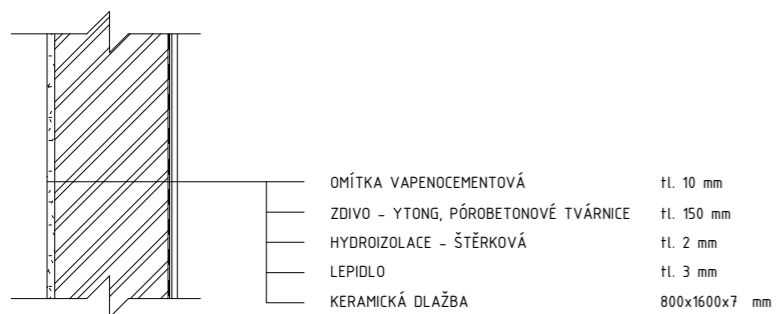 OMÍTKA VAPENOCEMENTOVÁ tl. 10 mm
ZDIVO - YTONG, PÓROBETONOVÉ TVÁRNICE tl. 150 mm
HYDROIZOLACE - ŠTĚRKOVÁ tl. 2 mm
LEPIDLO tl. 3 mm
KERAMICKÁ DLAŽBA 800x1600x7 mm